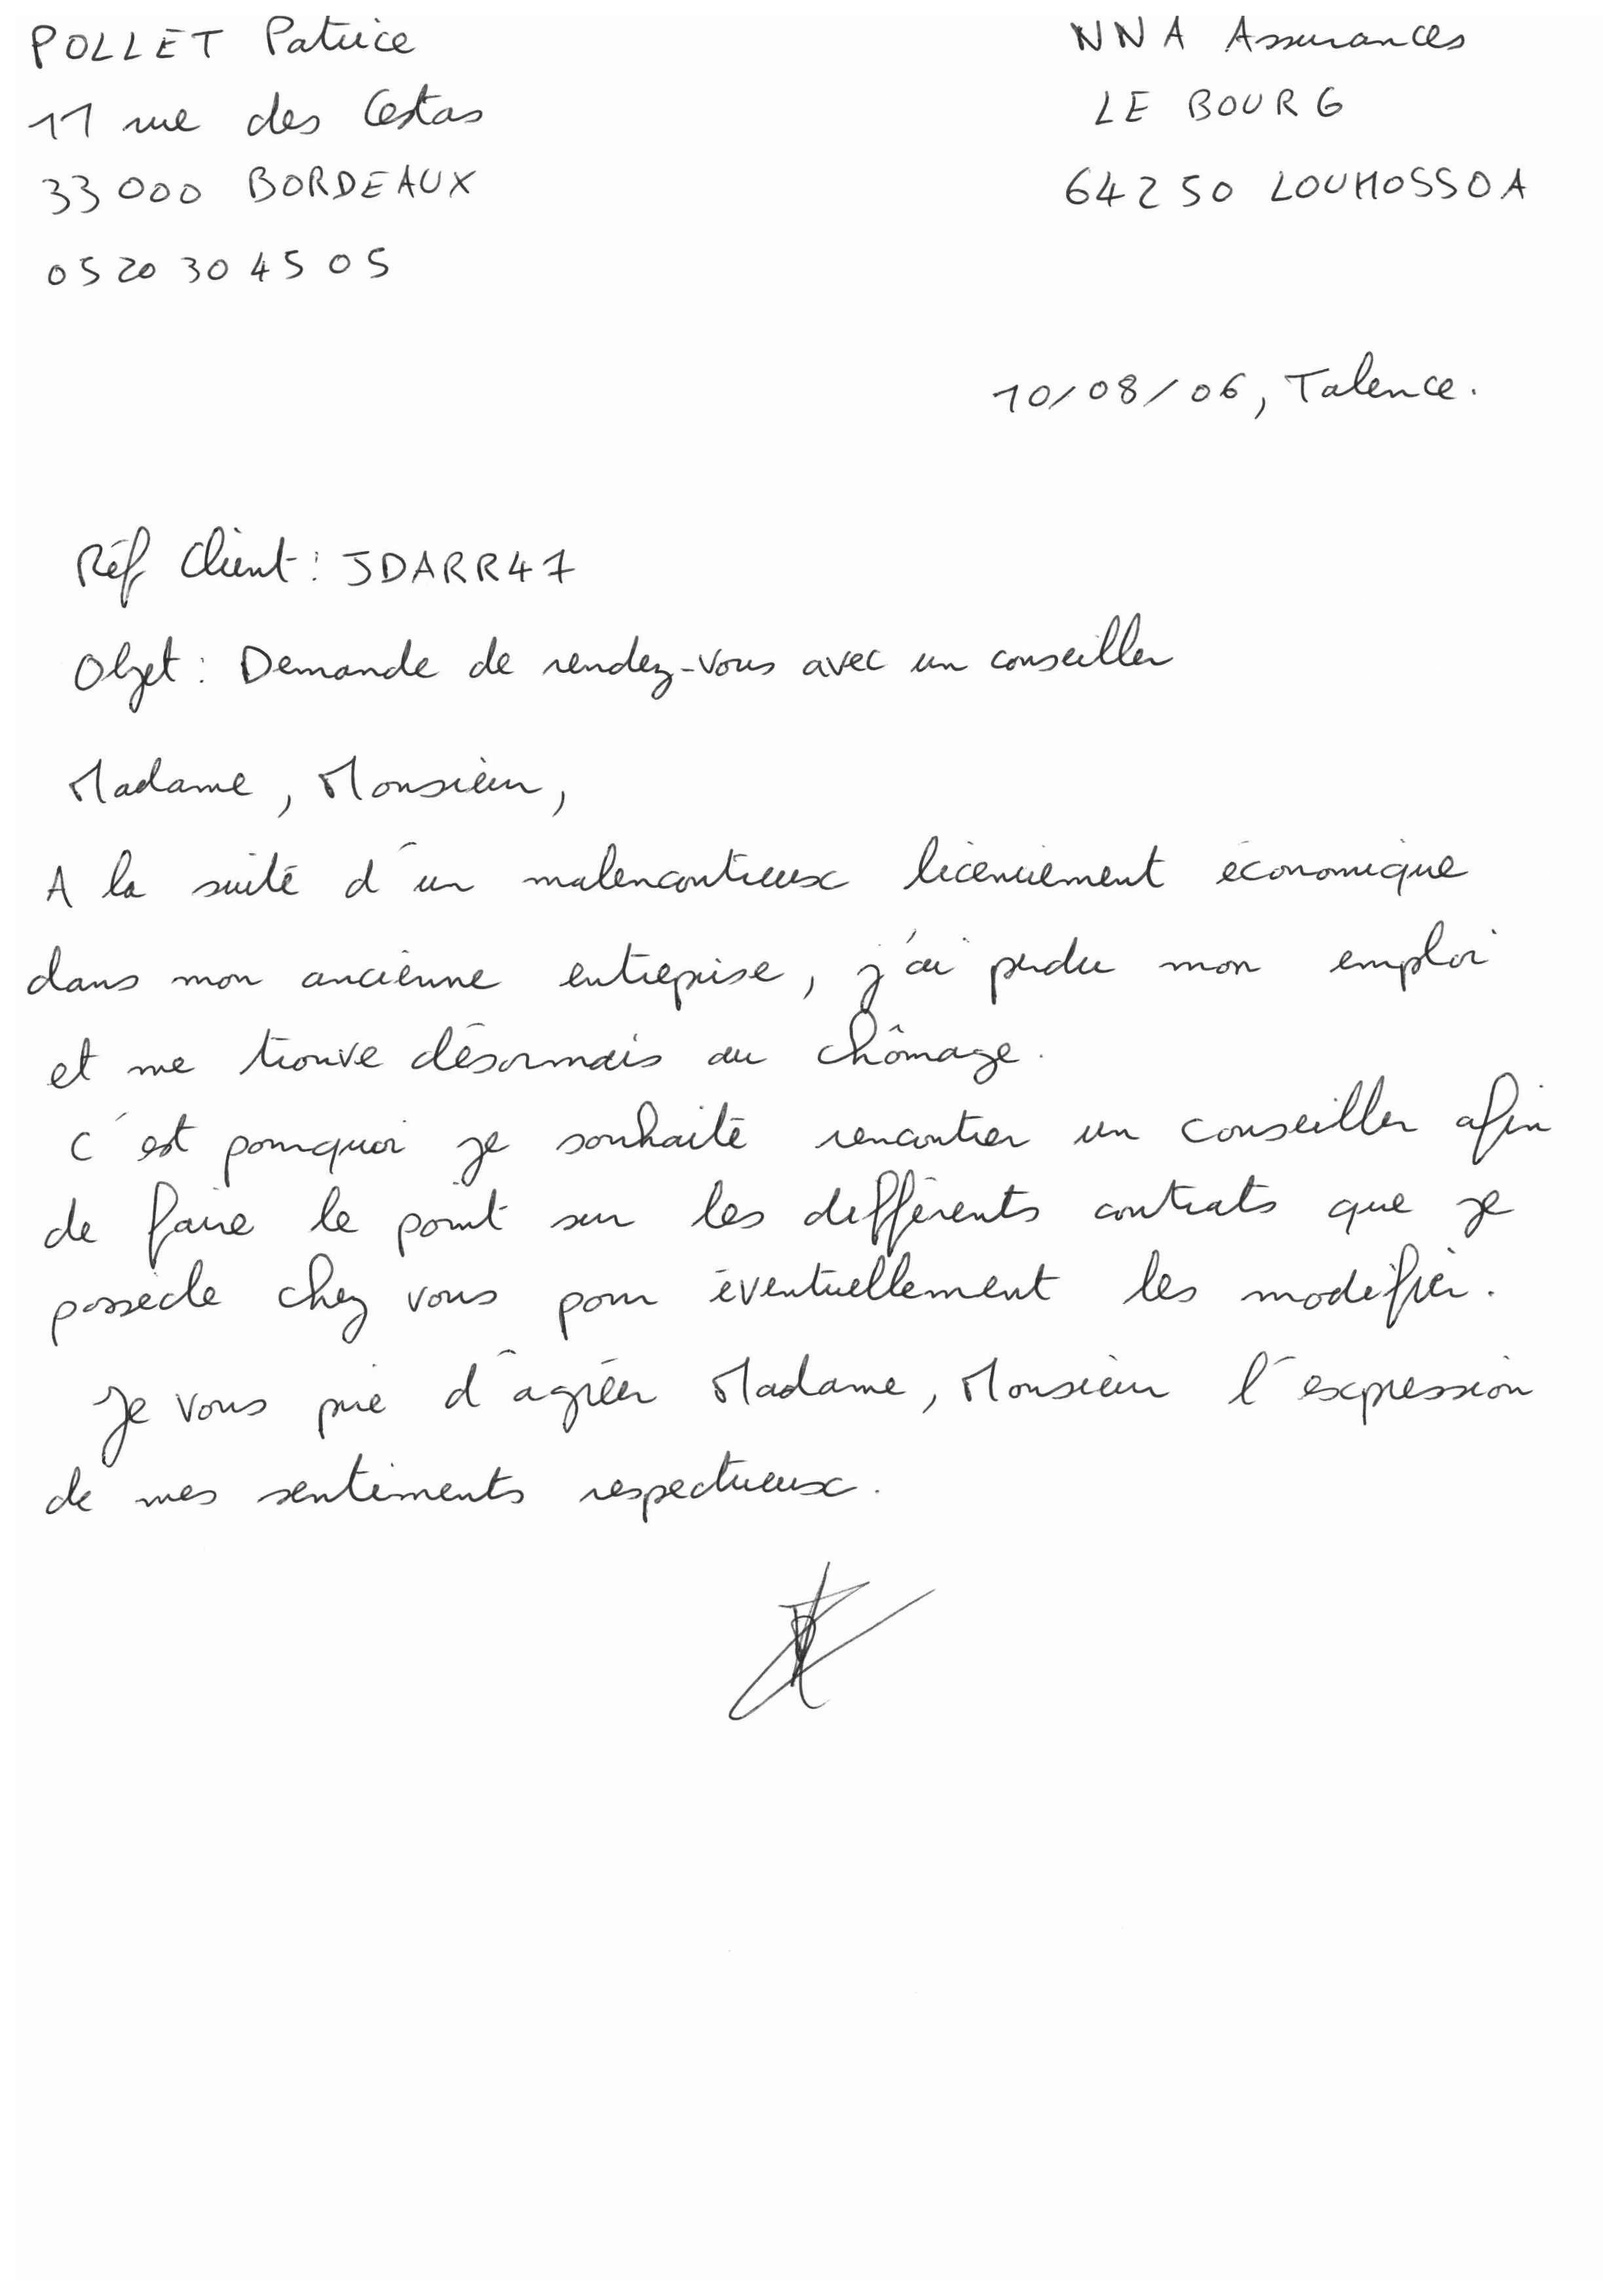 POLLET Patrice
11 rue des Cestas
33000 BORDEAUX
05 20 30 45 05
NNA Assurances
LE BOURG
64250 LOUHOSSOA
10/08/06, Talence.
Réf Client : JDARR47
Objet : Demande de rendez-vous avec un conseiller
Madame, Monsieur,
A la suite d'un malencontreux licenciement économique
dans mon ancienne entreprise, j'ai perdu mon emploi
et me trouve désormais au chômage.
C'est pourquoi je souhaite rencontrer un conseiller afin
de faire le point sur les différents contrats que je
possède chez vous pour éventuellement les modifier.
Je vous prie d'agréer Madame, Monsieur l'expression
de mes sentiments respectueux.